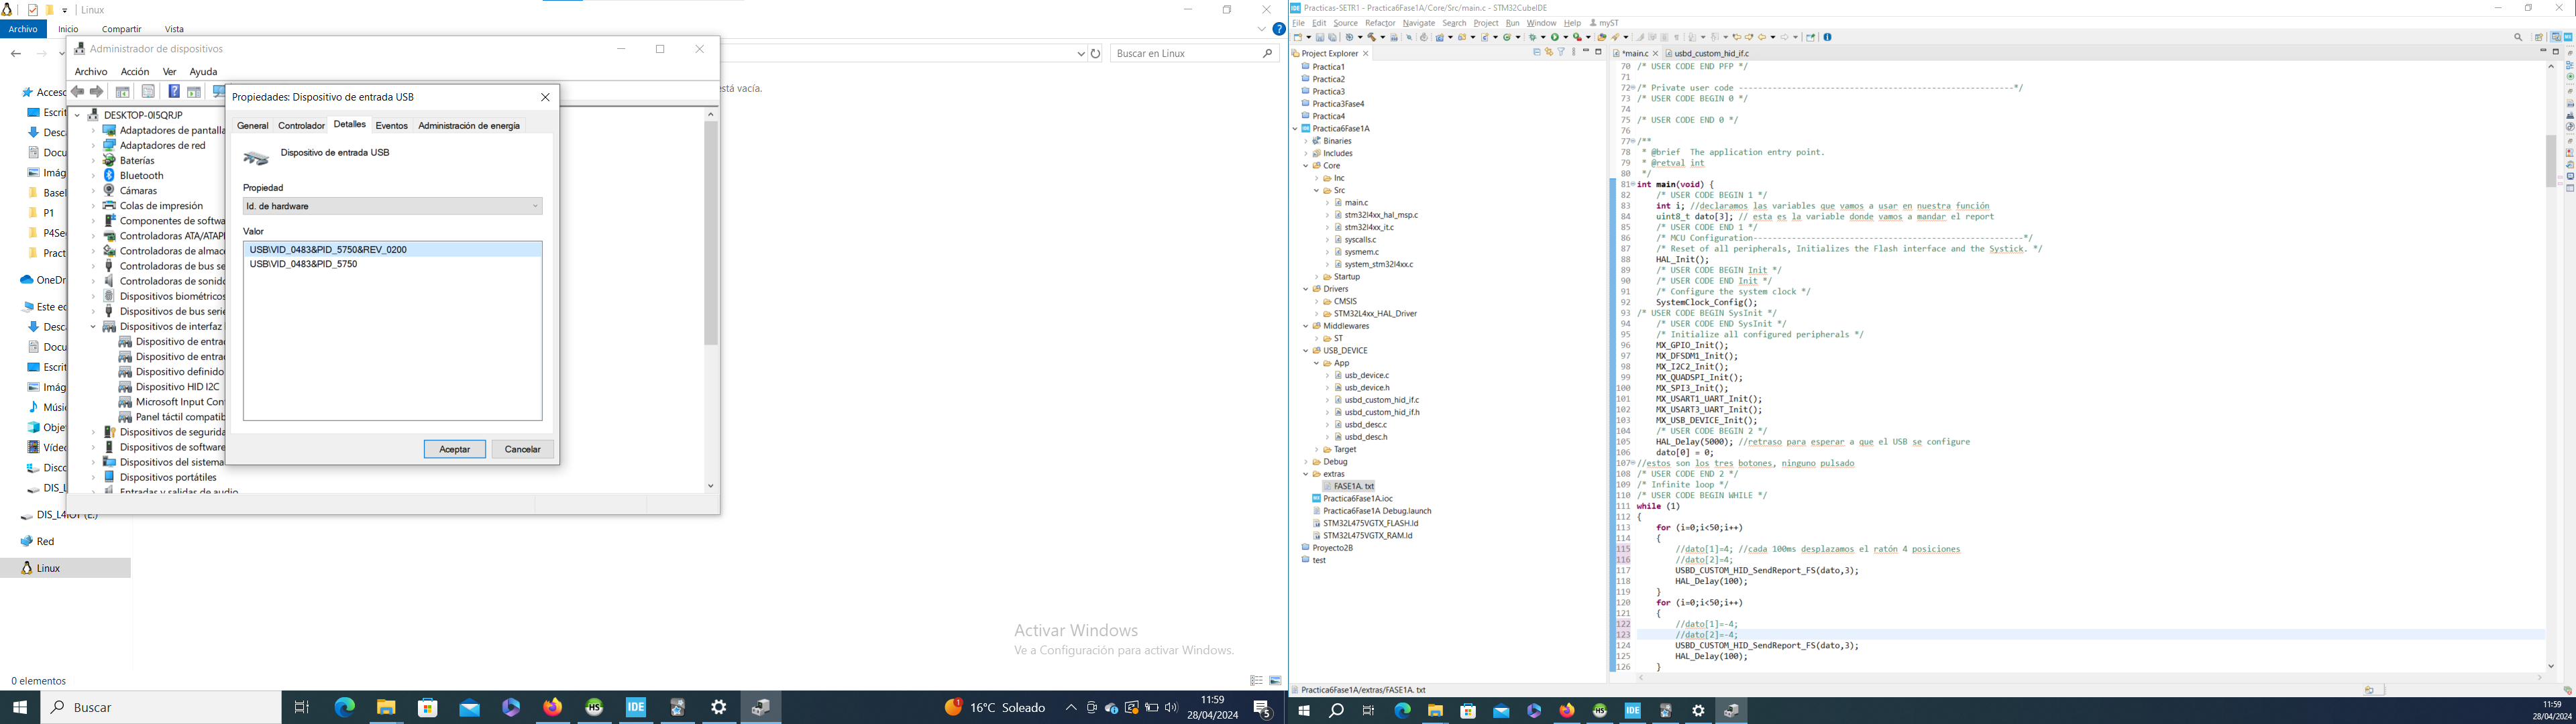 Linux
Archivo
Inicio
Compartir
Vista
Buscar en Linux
está vacía.
Acceso
Escrit
Desca
Docu
Imág
Basel
P1
P4Se
Pract
OneDr
Este ec
Desca
Docu
Escrit
Imág
Músic
Objet
Vídec
Disco
DIS_L
DIS_L4IOT (E:)
Red
Linux
0 elementos
Administrador de dispositivos
Archivo Acción Ver Ayuda
DESKTOP-0I5QRJP
Adaptadores de pantalla
Adaptadores de red
Baterías
Bluetooth
Cámaras
Colas de impresión
Componentes de softwa
Controladoras ATA/ATAPI
Controladoras de almac
Controladoras de bus se
Controladoras de sonido
Dispositivos biométricos
Dispositivos de bus serie
Dispositivos de interfaz
Dispositivo de entrad
Dispositivo de entrad
Dispositivo definido
Dispositivo HID I2C
Microsoft Input Con
Panel táctil compatib
Dispositivos de segurida
Dispositivos de software
Dispositivos del sistema
Dispositivos portátiles
Entradas y salidas de audio
Propiedades: Dispositivo de entrada USB
General Controlador Detalles Eventos Administración de energía
Dispositivo de entrada USB
Propiedad
Id. de hardware
Valor
USB\VID_0483&PID_5750&REV_0200
USB\VID_0483&PID_5750
Aceptar
Cancelar
Activar Windows
Ve a Configuración para activar Windows.
Buscar
16°C Soleado
11:59
28/04/2024
5
Practicas-SETR1 - Practica6Fase1A/Core/Src/main.c - STM32CubeIDE
File Edit Source Refactor Navigate Search Project Run Window Help myST
Project Explorer
Practica1
Practica2
Practica3
Practica3Fase4
Practica4
Practica6Fase1A
Binaries
Includes
Core
Inc
Src
main.c
stm32l4xx_hal_msp.c
stm32l4xx_it.c
syscalls.c
sysmem.c
system_stm32l4xx.c
Startup
Drivers
CMSIS
STM32L4xx_HAL_Driver
Middlewares
ST
USB_DEVICE
App
usb_device.c
usb_device.h
usbd_custom_hid_if.c
usbd_custom_hid_if.h
usbd_desc.c
usbd_desc.h
Target
Debug
extras
FASE1A. txt
Practica6Fase1A.ioc
Practica6Fase1A Debug.launch
STM32L475VGTX_FLASH.ld
STM32L475VGTX_RAM.ld
Proyecto2B
test
*main.c
usbd_custom_hid_if.c
70 /* USER CODE END PFP */
71
72 /* Private user code ---------------------------------------------------------*/
73 /* USER CODE BEGIN 0 */
74
75 /* USER CODE END 0 */
76
77 /**
78 * @brief The application entry point.
79 * @retval int
80 */
81 int main(void) {
82 /* USER CODE BEGIN 1 */
83 int i; //declaramos las variables que vamos a usar en nuestra función
84 uint8_t dato[3]; // esta es la variable donde vamos a mandar el report
85 /* USER CODE END 1 */
86 /* MCU Configuration--------------------------------------------------------*/
87 /* Reset of all peripherals, Initializes the Flash interface and the Systick. */
88 HAL_Init();
89 /* USER CODE BEGIN Init */
90 /* USER CODE END Init */
91 /* Configure the system clock */
92 SystemClock_Config();
93 /* USER CODE BEGIN SysInit */
94 /* USER CODE END SysInit */
95 /* Initialize all configured peripherals */
96 MX_GPIO_Init();
97 MX_DFSDM1_Init();
98 MX_I2C2_Init();
99 MX_QUADSPI_Init();
100 MX_SPI3_Init();
101 MX_USART1_UART_Init();
102 MX_USART3_UART_Init();
103 MX_USB_DEVICE_Init();
104 /* USER CODE BEGIN 2 */
105 HAL_Delay(5000); //retraso para esperar a que el USB se configure
106 dato[0] = 0;
107 //estos son los tres botones, ninguno pulsado
108 /* USER CODE END 2 */
109 /* Infinite loop */
110 /* USER CODE BEGIN WHILE */
111 while (1)
112 {
113 for (i=0;i<50;i++)
114 {
115 //dato[1]=4; //cada 100ms desplazamos el ratón 4 posiciones
116 //dato[2]=4;
117 USBD_CUSTOM_HID_SendReport_FS(dato,3);
118 HAL_Delay(100);
119 }
120 for (i=0;i<50;i++)
121 {
122 //dato[1]=-4;
123 //dato[2]=-4;
124 USBD_CUSTOM_HID_SendReport_FS(dato,3);
125 HAL_Delay(100);
126 }
Practica6Fase1A/extras/FASE1A. txt
11:59
28/04/2024